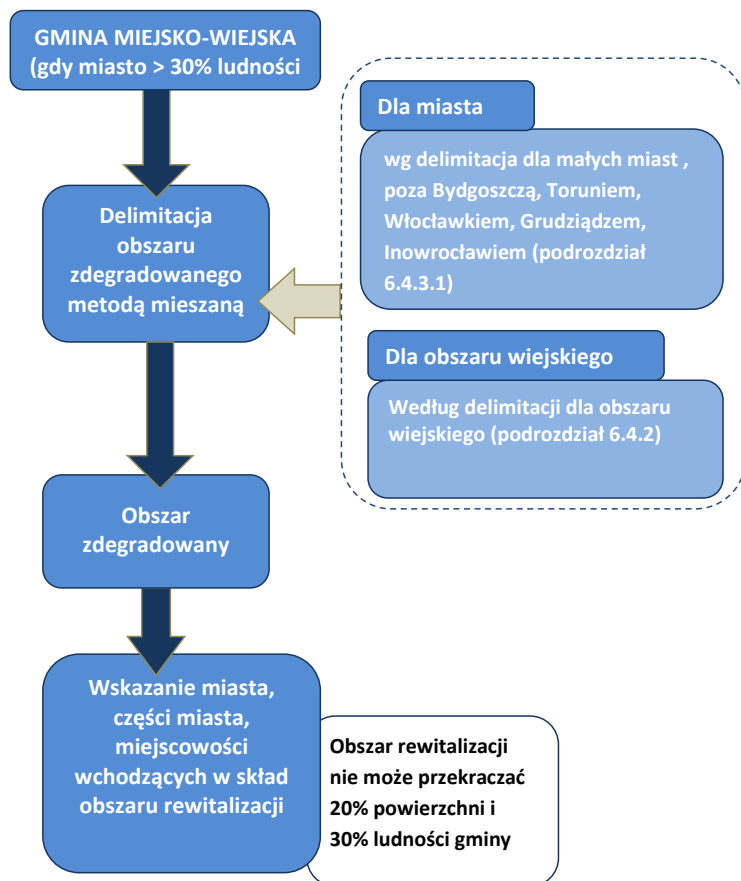 GMINA MIEJSKO-WIEJSKA
(gdy miasto > 30% ludności
Delimitacja
obszaru
zdegradowanego
metodą mieszaną
Dla miasta
wg delimitacja dla małych miast ,
poza Bydgoszczą, Toruniem,
Włocławkiem, Grudziądzem,
Inowrocławiem (podrozdział
6.4.3.1)
Dla obszaru wiejskiego
Według delimitacji dla obszaru
wiejskiego (podrozdział 6.4.2)
Obszar
zdegradowany
Wskazanie miasta,
części miasta,
miejscowości
wchodzących w skład
obszaru rewitalizacji
Obszar rewitalizacji
nie może przekraczać
20% powierzchni i
30% ludności gminy